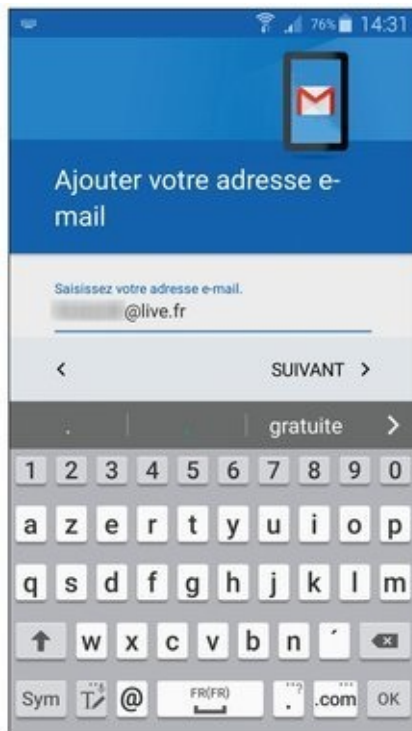 76% 14:31
Ajouter votre adresse e-
mail
Saisissez votre adresse e-mail.
@live.fr
< SUIVANT >
. . gratuite >
1 2 3 4 5 6 7 8 9 0
a z e r t y u i o p
q s d f g h j k l m
w x c v b n ´
Sym T @ FR(FR) .? .com OK